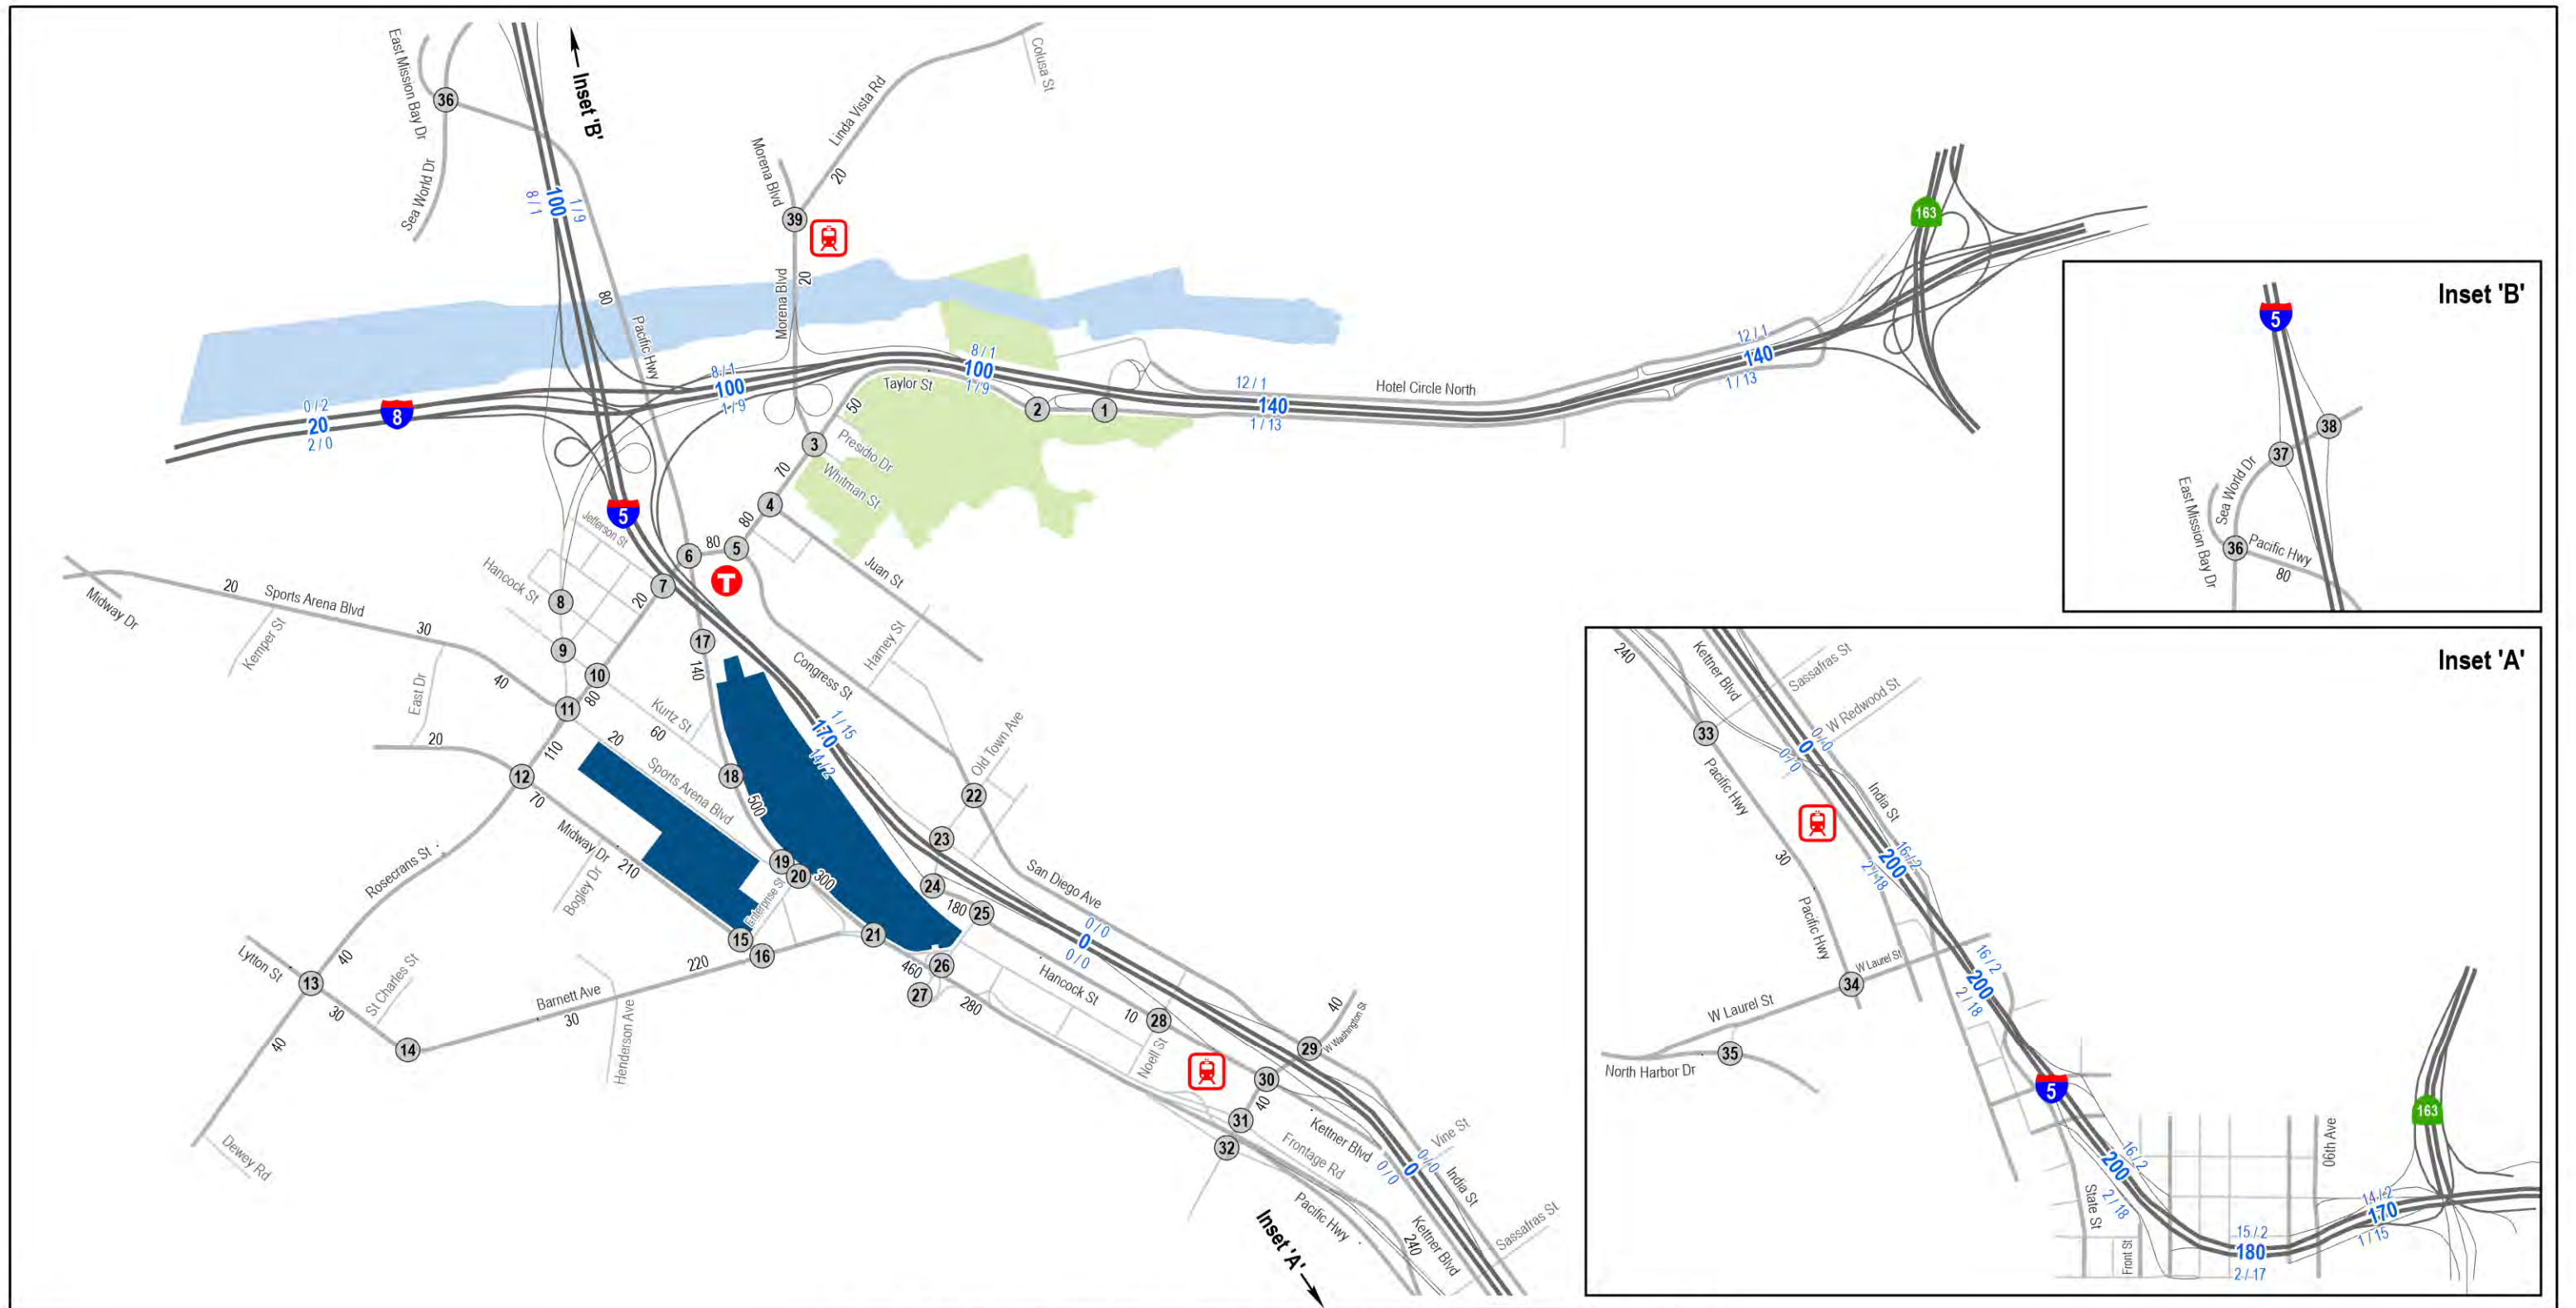 East Mission Bay Dr
36
Sea World Dr
← Inset 'B'
8 / 1
100
1 / 9
Colusa St
Linda Vista Rd
20
Morena Blvd
39
20
Morena Blvd
80
Pacific Hwy
163
12 / 1
140
1 / 13
Hotel Circle North
12 / 1
140
1 / 13
8 / 1
100
1 / 9
Taylor St
8 / 1
100
1 / 9
0 / 2
20
2 / 0
8
2
1
50
3
Presidio Dr
Whitman St
70
4
80
5
80
6
5
Jefferson St
7
T
Juan St
Hancock St
8
20
9
10
17
140
Harney St
Congress St
Midway Dr
20
Sports Arena Blvd
30
Kemper St
East Dr
40
11
80
Kurtz St
60
20
20
110
12
70
Sports Arena Blvd
18
500
1 / 15
170
14 / 2
Old Town Ave
22
23
24
180
25
19
20
300
Midway Dr
210
Bogley Dr
Enterprise St
15
16
21
Rosecrans St
26
460
27
280
San Diego Ave
0 / 0
0
0 / 0
Hancock St
10
28
Noell St
Lytton St
13
40
30
St Charles St
14
Barnett Ave
30
220
Henderson Ave
40
Dewey Rd
29
40
W Washington St
30
40
31
32
Kettner Blvd
Frontage Rd
0 / 0
0
0 / 0
Vine St
India St
Pacific Hwy
240
Kettner Blvd
Sassafras St
Inset 'A' →
Inset 'B'
5
38
37
Sea World Dr
East Mission Bay Dr
36
Pacific Hwy
80
Inset 'A'
240
Kettner Blvd
Sassafras St
W Redwood St
33
0 / 0
0
0 / 0
Pacific Hwy
India St
30
16 / 2
200
2 / 18
Pacific Hwy
W Laurel St
34
W Laurel St
35
North Harbor Dr
16 / 2
200
2 / 18
5
16 / 2
200
2 / 18
State St
Front St
06th Ave
163
14 / 2
170
1 / 15
15 / 2
180
2 / 17